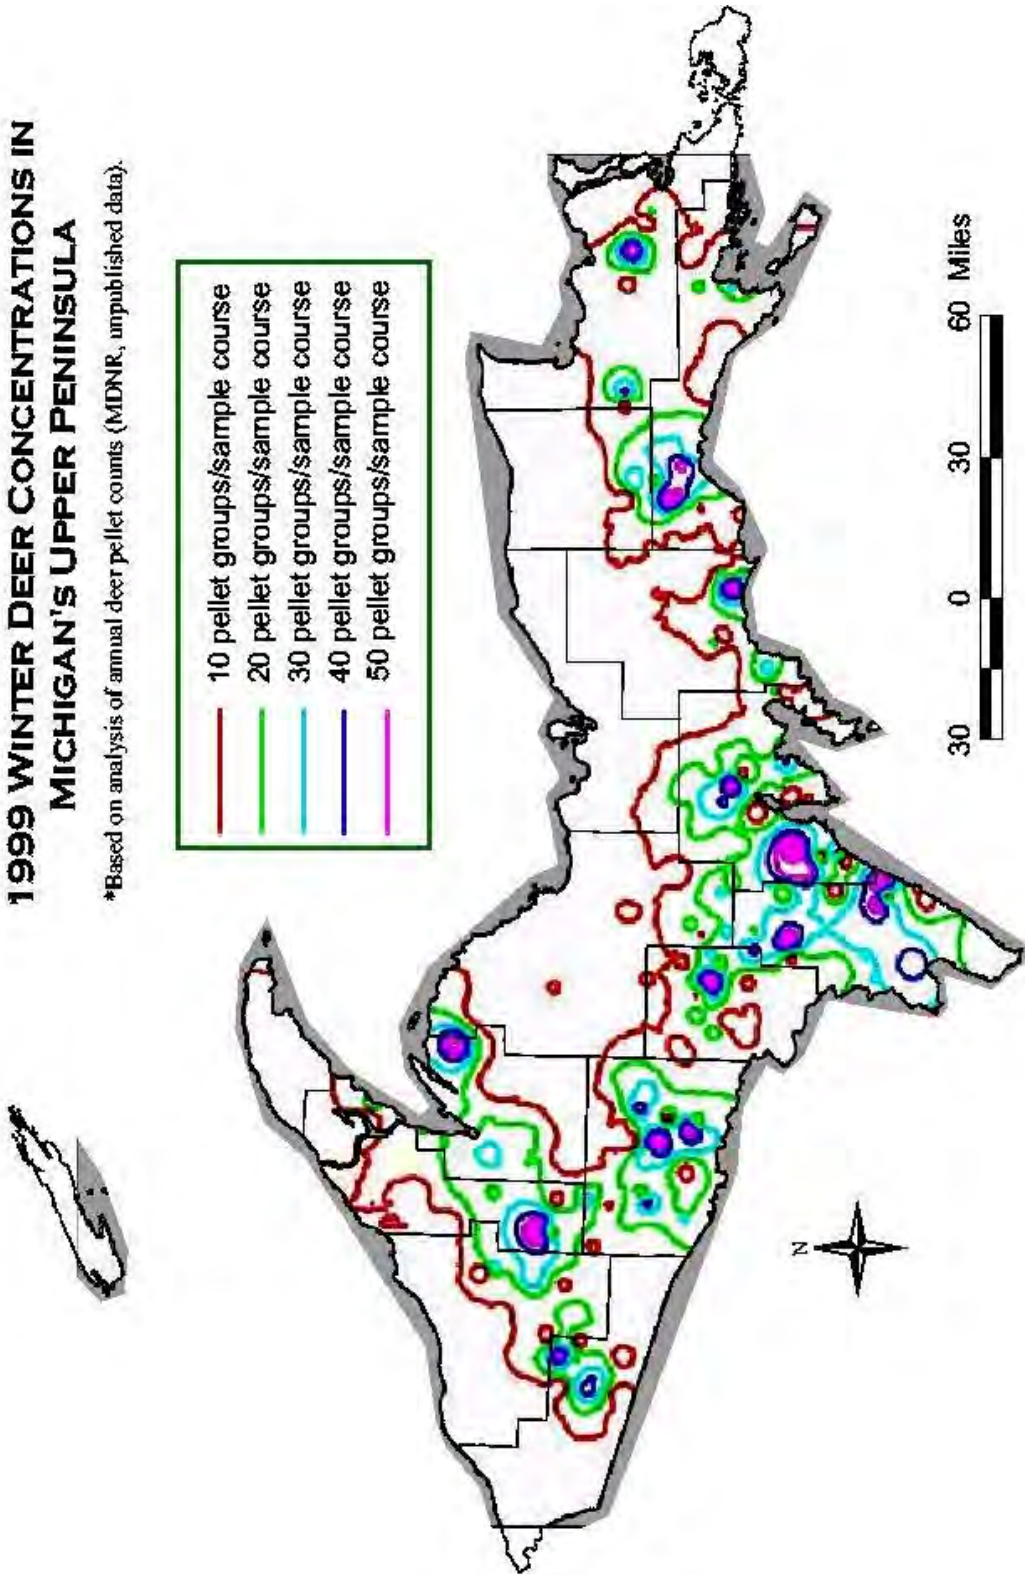 1999 WINTER DEER CONCENTRATIONS IN
MICHIGAN'S UPPER PENINSULA
*Based on analysis of annual deer pellet counts (MDNR, unpublished data).
10 pellet groups/sample course
20 pellet groups/sample course
30 pellet groups/sample course
40 pellet groups/sample course
50 pellet groups/sample course
N
30 0 30 60 Miles